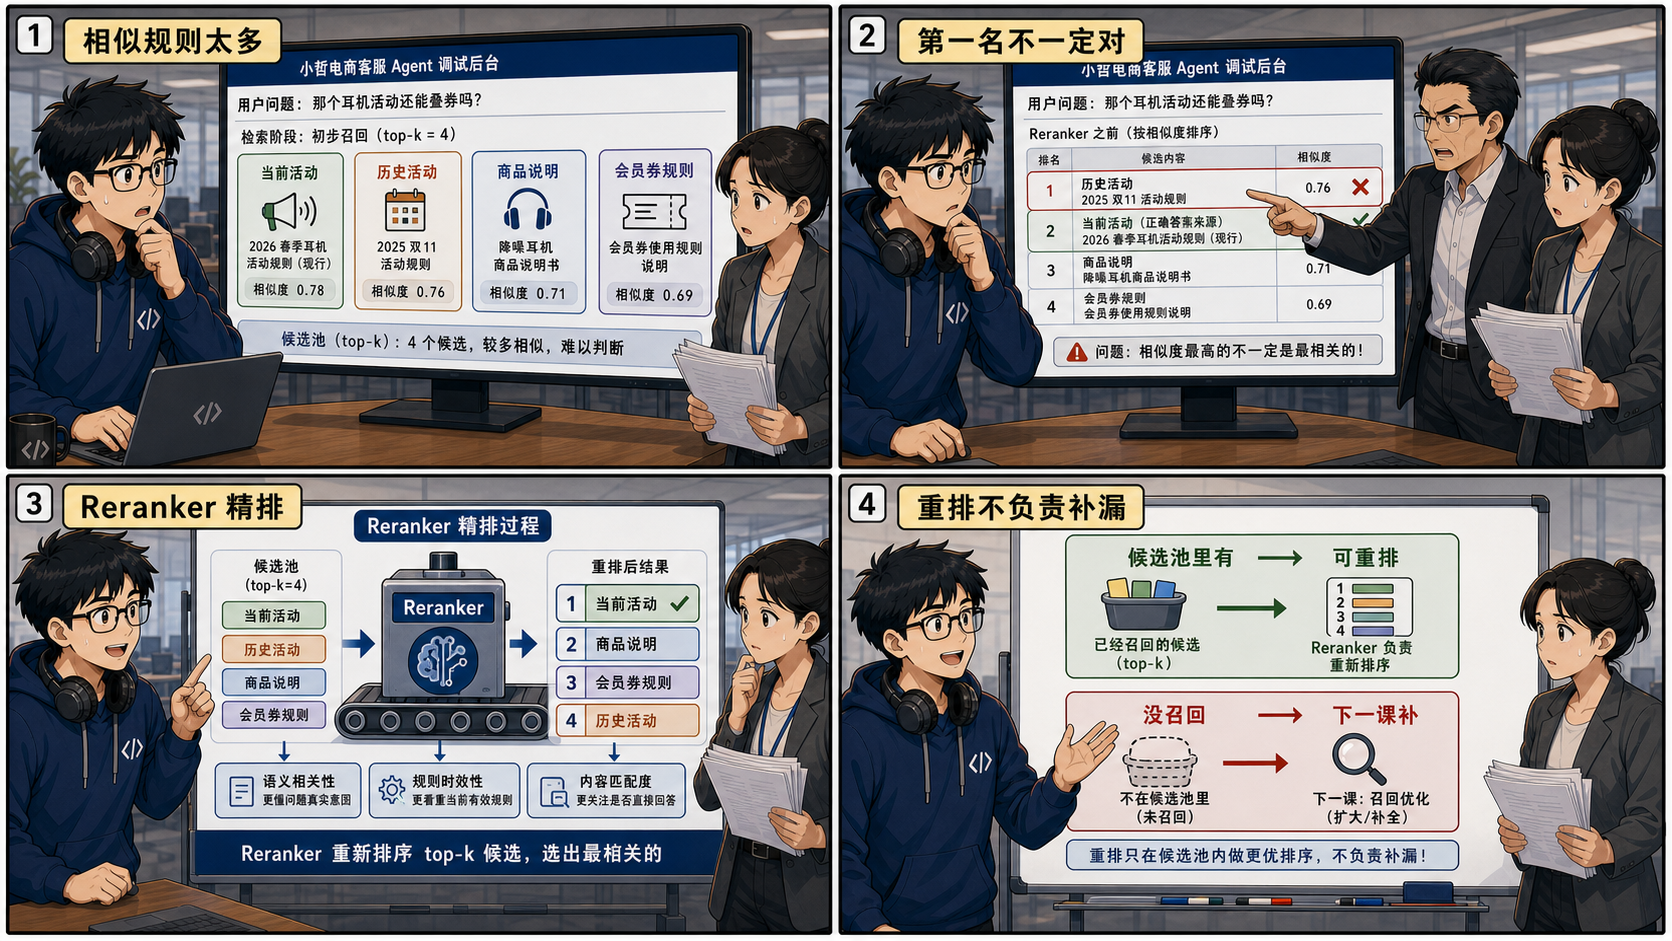 1
相似规则太多
小哲电商客服 Agent 调试后台
用户问题：那个耳机活动还能叠券吗？
检索阶段：初步召回（top-k = 4）
当前活动
2026 春季耳机
活动规则（现行）
相似度 0.78
历史活动
2025 双11
活动规则
相似度 0.76
商品说明
降噪耳机
商品说明书
相似度 0.71
会员券规则
会员券使用规则
说明
相似度 0.69
候选池（top-k）：4 个候选，较多相似，难以判断
</>
</>
</>
2
第一名不一定对
小哲电商客服 Agent 调试后台
用户问题：那个耳机活动还能叠券吗？
Reranker 之前（按相似度排序）
排名 候选内容 相似度
1 历史活动 0.76
2025 双11 活动规则
2 当前活动（正确答案来源）
2026 春季耳机活动规则（现行）
3 商品说明 0.71
降噪耳机商品说明书
4 会员券规则 0.69
会员券使用规则说明
问题：相似度最高的不一定是最相关的！
</>
3
Reranker 精排
Reranker 精排过程
候选池
(top-k=4)
当前活动
历史活动
商品说明
会员券规则
Reranker
重排后结果
1 当前活动
2 商品说明
3 会员券规则
4 历史活动
语义相关性
更懂问题真实意图
规则时效性
更看重当前有效规则
内容匹配度
更关注是否直接回答
Reranker 重新排序 top-k 候选，选出最相关的
</>
4
重排不负责补漏
候选池里有 → 可重排
已经召回的候选
（top-k）
1
2
3
4
Reranker 负责
重新排序
没召回 → 下一课补
不在候选池里
（未召回）
下一课：召回优化
（扩大/补全）
重排只在候选池内做更优排序，不负责补漏！
</>